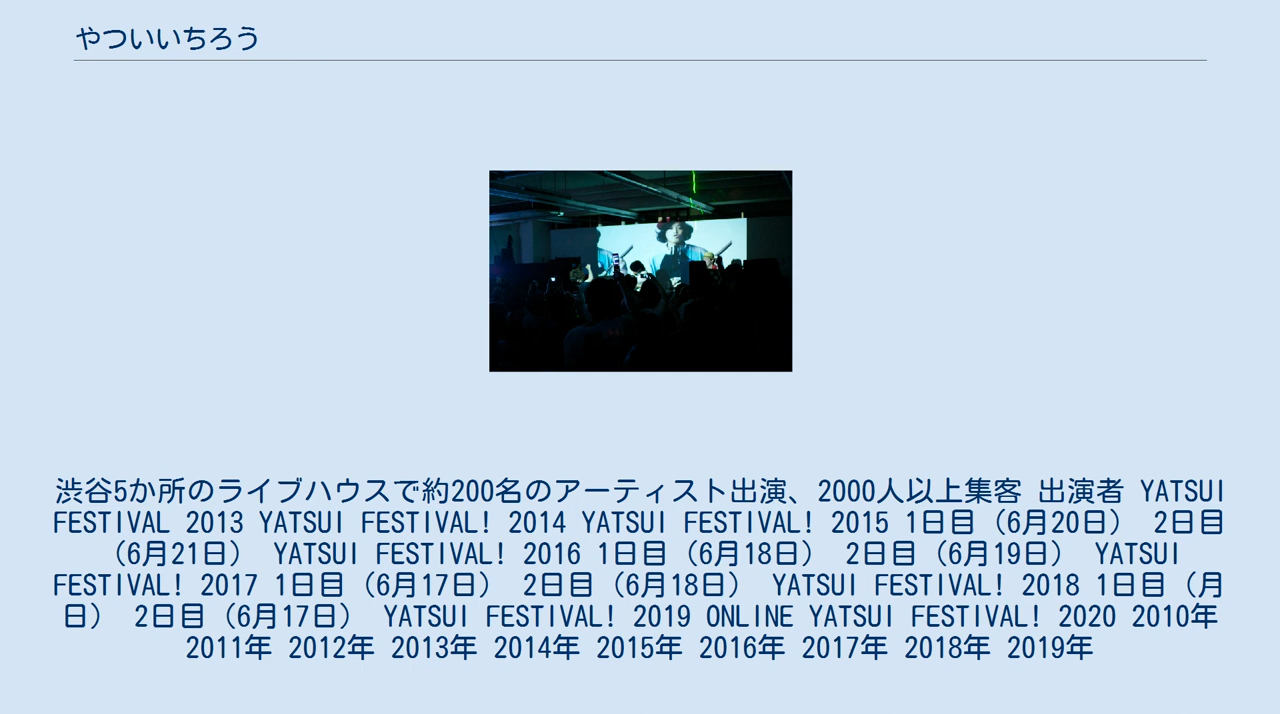 やついいちろう
渋谷5か所のライブハウスで約200名のアーティスト出演、2000人以上集客 出演者 YATSUI
FESTIVAL 2013 YATSUI FESTIVAL! 2014 YATSUI FESTIVAL! 2015 1日目（6月20日） 2日目
（6月21日） YATSUI FESTIVAL! 2016 1日目（6月18日） 2日目（6月19日） YATSUI
FESTIVAL! 2017 1日目（6月17日） 2日目（6月18日） YATSUI FESTIVAL! 2018 1日目（月
日） 2日目（6月17日） YATSUI FESTIVAL! 2019 ONLINE YATSUI FESTIVAL! 2020 2010年
2011年 2012年 2013年 2014年 2015年 2016年 2017年 2018年 2019年